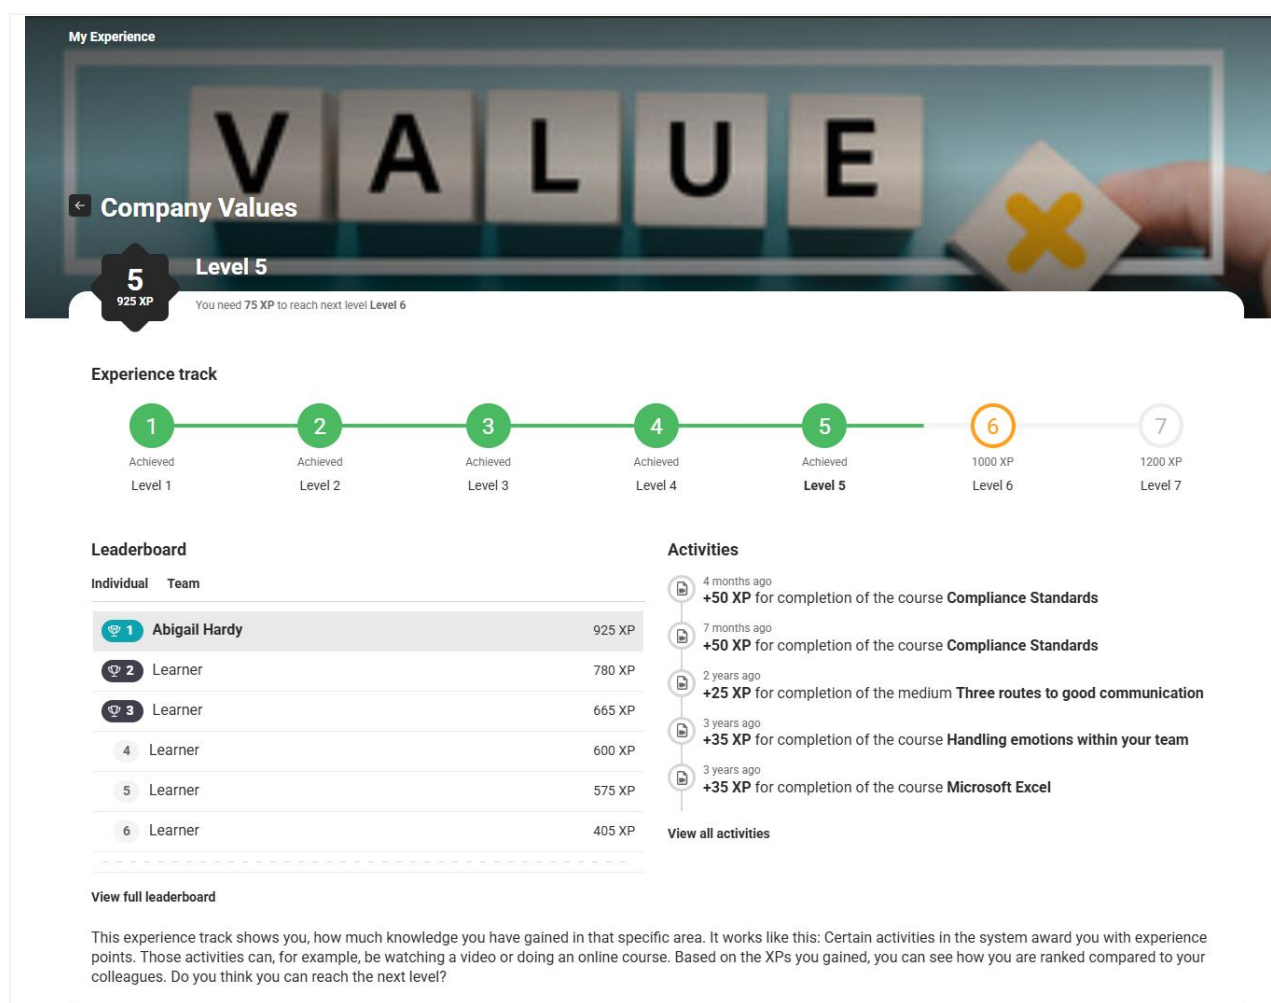 My Experience
VALUE
← Company Values
5
925 XP
Level 5
You need 75 XP to reach next level Level 6
Experience track
1 2 3 4 5 6 7
Achieved Achieved Achieved Achieved Achieved 1000 XP 1200 XP
Level 1 Level 2 Level 3 Level 4 Level 5 Level 6 Level 7
Leaderboard
Individual Team
1 Abigail Hardy 925 XP
2 Learner 780 XP
3 Learner 665 XP
4 Learner 600 XP
5 Learner 575 XP
6 Learner 405 XP
View full leaderboard
Activities
4 months ago
+50 XP for completion of the course Compliance Standards
7 months ago
+50 XP for completion of the course Compliance Standards
2 years ago
+25 XP for completion of the medium Three routes to good communication
3 years ago
+35 XP for completion of the course Handling emotions within your team
3 years ago
+35 XP for completion of the course Microsoft Excel
View all activities
This experience track shows you, how much knowledge you have gained in that specific area. It works like this: Certain activities in the system award you with experience
points. Those activities can, for example, be watching a video or doing an online course. Based on the XPs you gained, you can see how you are ranked compared to your
colleagues. Do you think you can reach the next level?